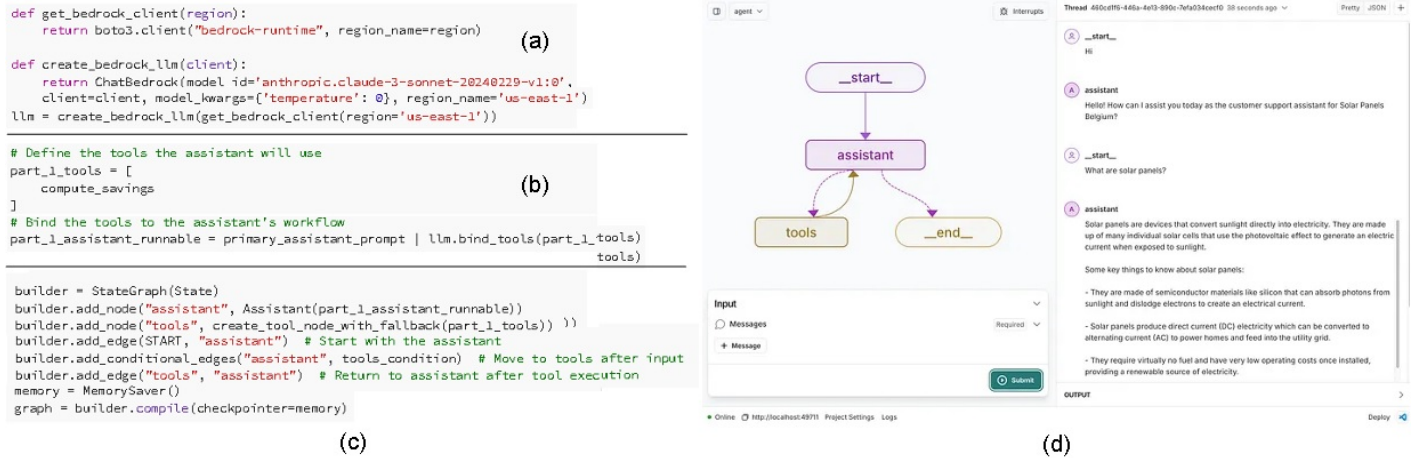 def get_bedrock_client(region):
return boto3.client("bedrock-runtime", region_name=region)
(a)
def create_bedrock_llm(client):
return ChatBedrock(model_id='anthropic.claude-3-sonnet-20240229-v1:0',
client=client, model_kwargs={'temperature': 0}, region_name='us-east-1')
llm = create_bedrock_llm(get_bedrock_client(region='us-east-1'))
# Define the tools the assistant will use
part_1_tools = [
compute_savings
]
(b)
# Bind the tools to the assistant's workflow
part_1_assistant_runnable = primary_assistant_prompt | llm.bind_tools(part_1_tools)
tools)
builder = StateGraph(State)
builder.add_node("assistant", Assistant(part_1_assistant_runnable))
builder.add_node("tools", create_tool_node_with_fallback(part_1_tools)) ))
builder.add_edge(START, "assistant") # Start with the assistant
builder.add_conditional_edges("assistant", tools_condition) # Move to tools after input
builder.add_edge("tools", "assistant") # Return to assistant after tool execution
memory = MemorySaver()
graph = builder.compile(checkpointer=memory)
(c)
agent
Interrupts
__start__
assistant
tools
__end__
Input
Messages
Required
+ Message
Submit
Online http://localhost:49711 Project Settings Logs
Thread 460cd1f6-446a-4e13-890c-7efa034cecf0 38 seconds ago
Pretty JSON +
__start__
Hi
A assistant
Hello! How can I assist you today as the customer support assistant for Solar Panels
Belgium?
__start__
What are solar panels?
A assistant
Solar panels are devices that convert sunlight directly into electricity. They are made
up of many individual solar cells that use the photovoltaic effect to generate an electric
current when exposed to sunlight.
Some key things to know about solar panels:
- They are made of semiconductor materials like silicon that can absorb photons from
sunlight and dislodge electrons to create an electrical current.
- Solar panels produce direct current (DC) electricity which can be converted to
alternating current (AC) to power homes and feed into the utility grid.
- They require virtually no fuel and have very low operating costs once installed,
providing a renewable source of electricity.
OUTPUT
Deploy
(d)